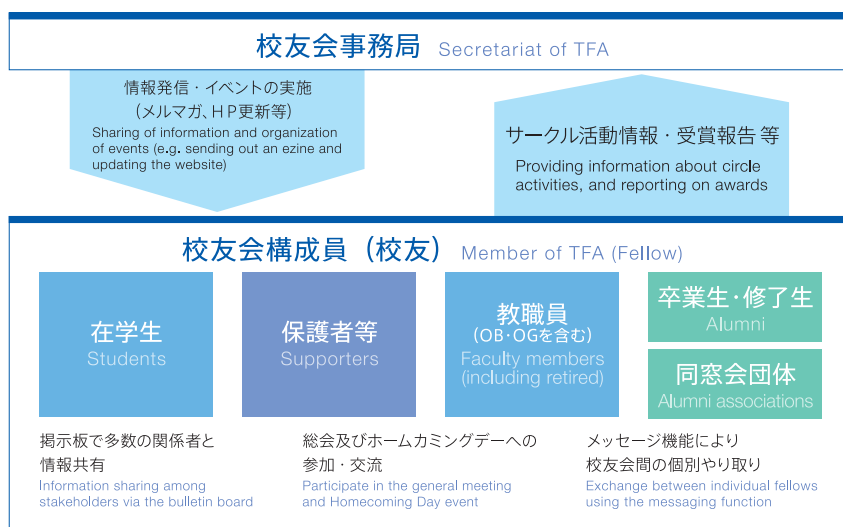 校友会事務局 Secretariat of TFA
情報発信・イベントの実施
(メルマガ、HP更新等)
Sharing of information and organization
of events (e.g. sending out an ezine and
updating the website)
サークル活動情報・受賞報告 等
Providing information about circle
activities, and reporting on awards
校友会構成員（校友） Member of TFA (Fellow)
在学生
Students
保護者等
Supporters
教職員
(OB・OGを含む)
Faculty members
(including retired)
卒業生・修了生
Alumni
同窓会団体
Alumni associations
掲示板で多数の関係者と
情報共有
Information sharing among
stakeholders via the bulletin board
総会及びホームカミングデーへの
参加・交流
Participate in the general meeting
and Homecoming Day event
メッセージ機能により
校友会間の個別やり取り
Exchange between individual fellows
using the messaging function